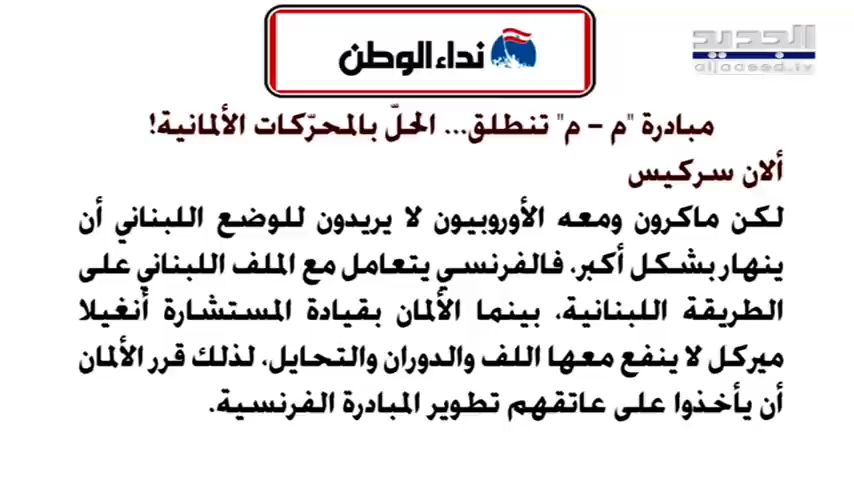 نداء الوطن
الجديد
aljadeed.tv
مبادرة "م - م" تنطلق... الحلّ بالمحرّكات الألمانية!
ألان سركيس
لكن ماكرون ومعه الأوروبيون لا يريدون للوضع اللبناني أن
ينهار بشكل أكبر، فالفرنسي يتعامل مع الملف اللبناني على
الطريقة اللبنانية، بينما الألمان بقيادة المستشارة أنغيلا
ميركل لا ينفع معها اللف والدوران والتحايل، لذلك قرر الألمان
أن يأخذوا على عاتقهم تطوير المبادرة الفرنسية.